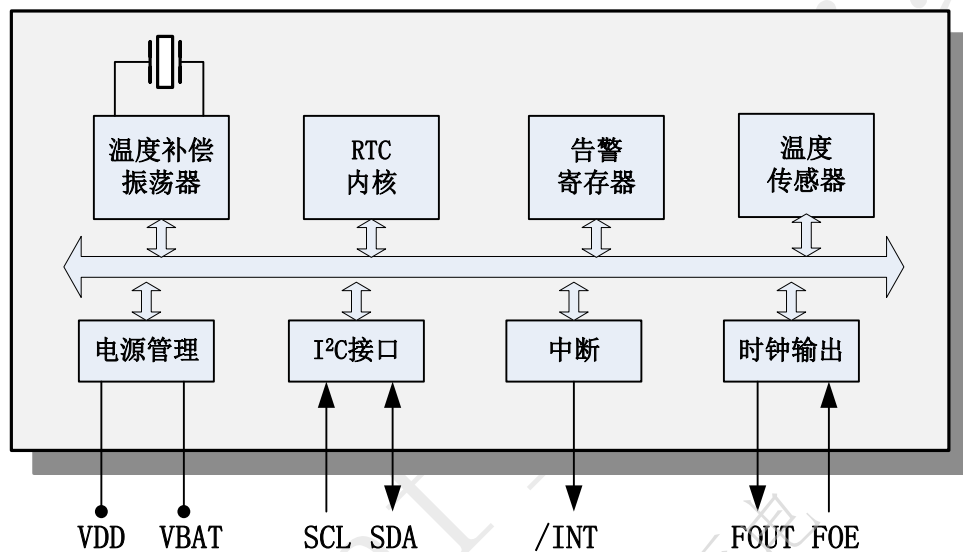 温度补偿
振荡器
RTC
内核
告警
寄存器
温度
传感器
电源管理
I²C接口
中断
时钟输出
VDD VBAT SCL SDA /INT FOUT FOE